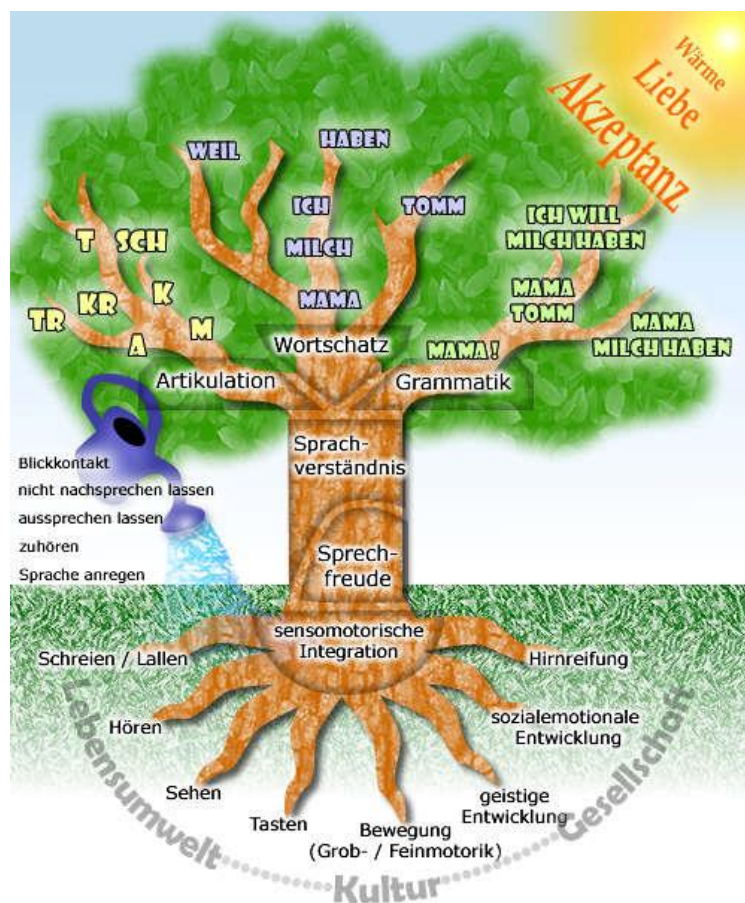 Wärme
Liebe
Akzeptanz
WEIL
HABEN
ICH
TOMM
MILCH
MAMA
T SCH
K
KR
TR
A
M
ICH WILL
MILCH HABEN
MAMA
TOMM
MAMA
MILCH HABEN
MAMA !
Wortschatz
Artikulation
Grammatik
Sprach-
verständnis
Blickkontakt
nicht nachsprechen lassen
aussprechen lassen
zuhören
Sprache anregen
Sprech-
freude
sensomotorische
Integration
Schreien / Lallen
Hirnreifung
Hören
sozialemotionale
Entwicklung
Sehen
geistige
Entwicklung
Tasten
Bewegung
(Grob- / Feinmotorik)
Lebensumwelt
Kultur
Gesellschaft